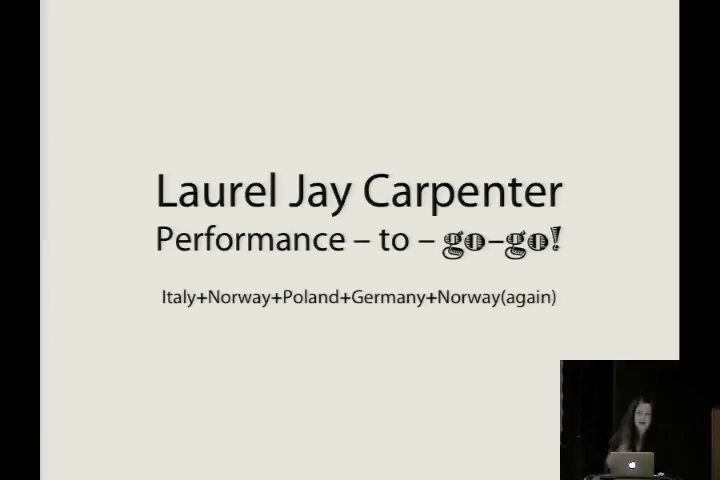 Laurel Jay Carpenter
Performance – to – go–go!
Italy+Norway+Poland+Germany+Norway(again)